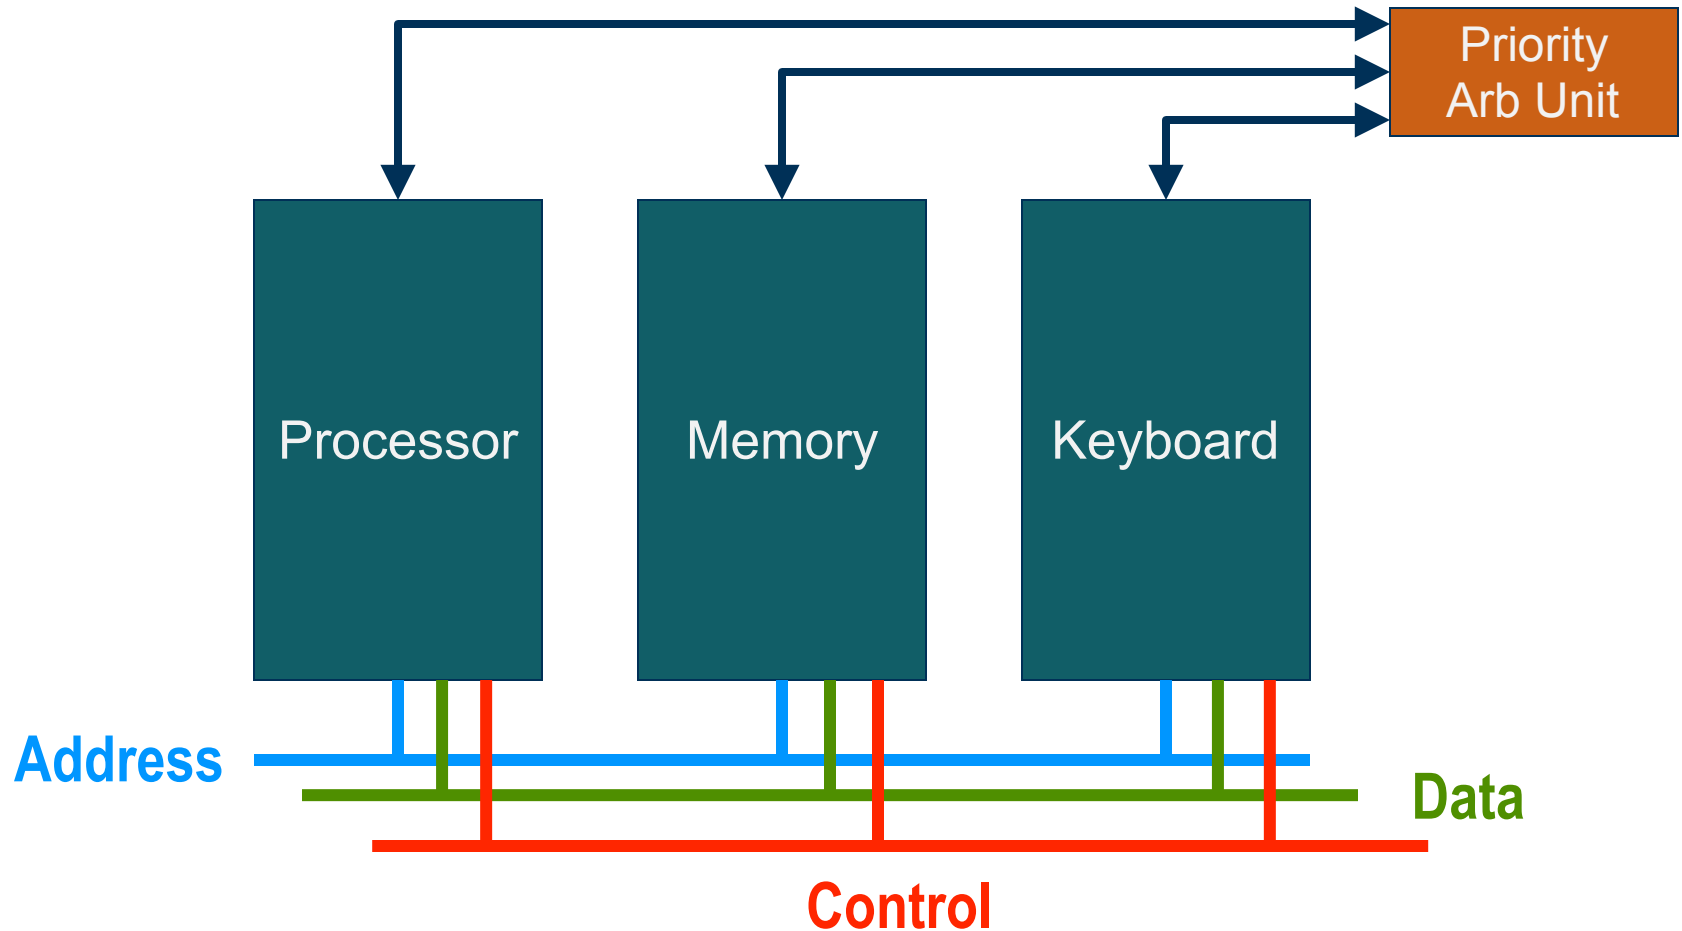 Priority
Arb Unit
Processor
Memory
Keyboard
Address
Data
Control